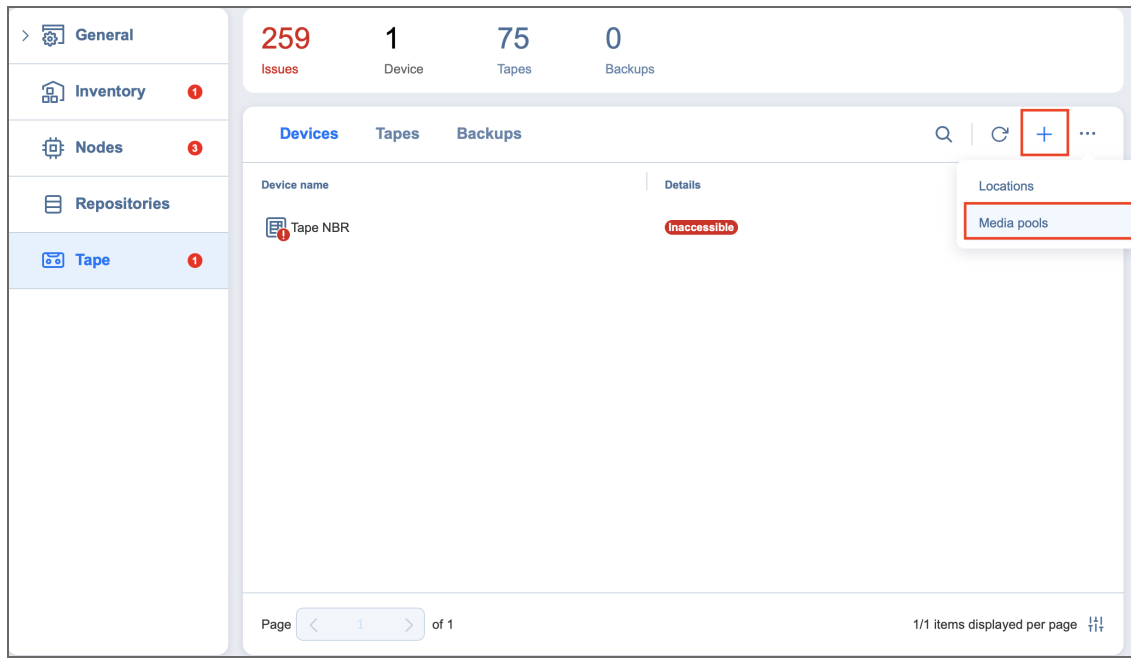 General
Inventory 1
Nodes 3
Repositories
Tape 1
259 1 75 0
Issues Device Tapes Backups
Devices Tapes Backups
Locations
Media pools
Device name Details
Tape NBR Inaccessible
Page 1 of 1
1/1 items displayed per page